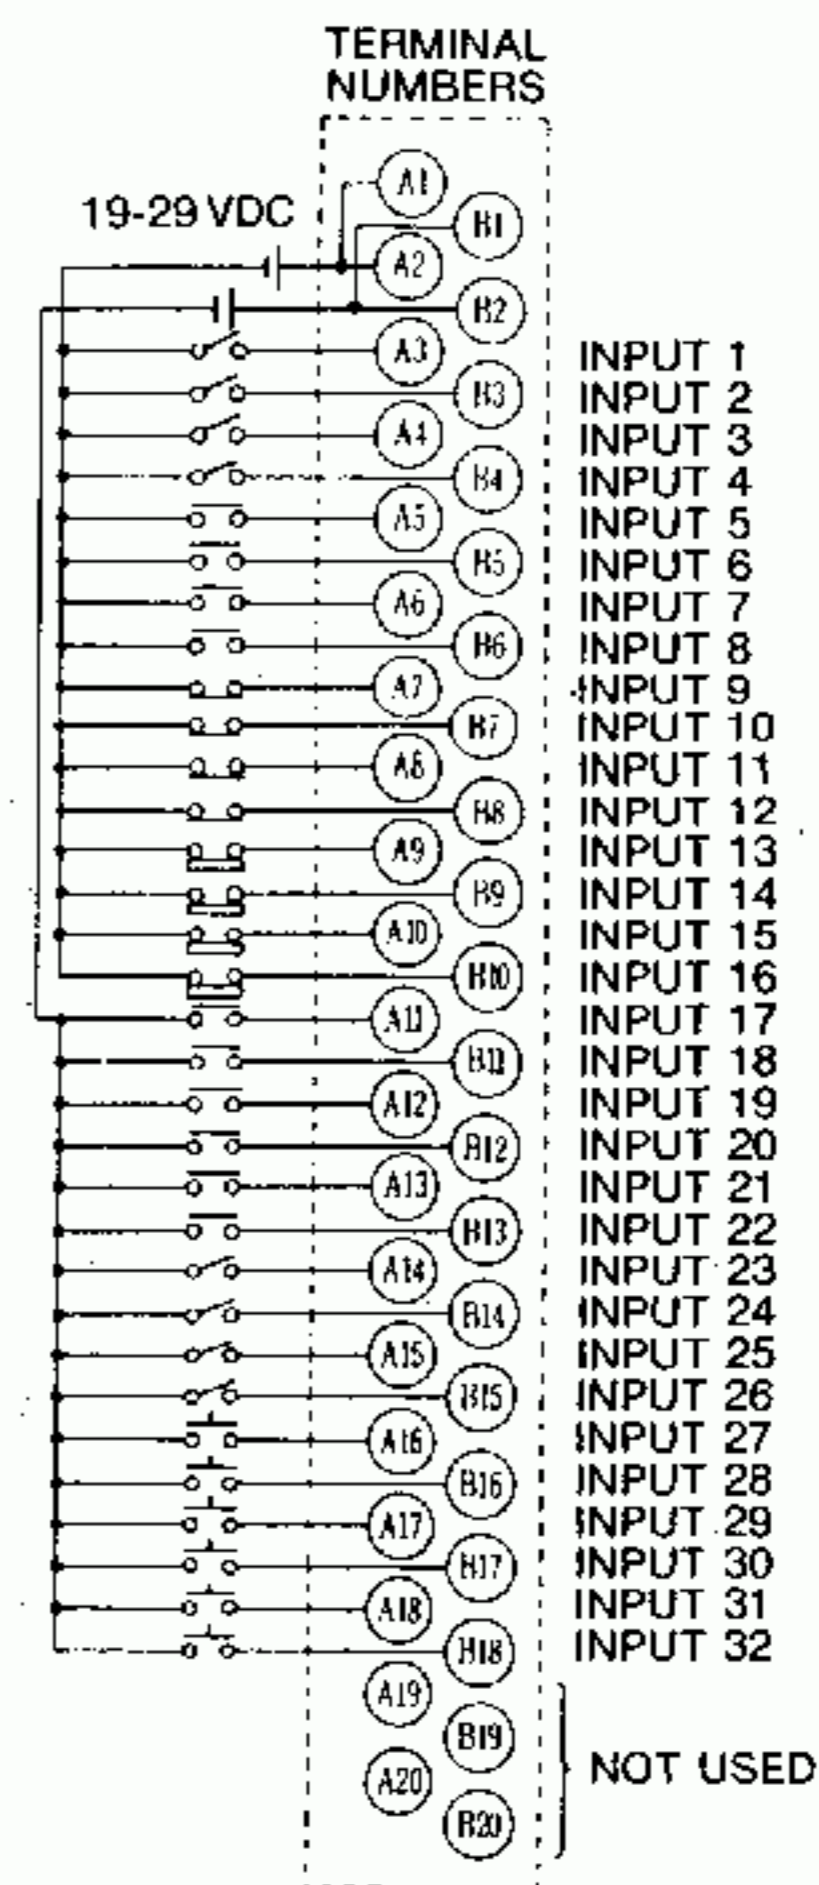 TERMINAL
NUMBERS
A1
19-29 VDC
B1
A2
B2
A3 INPUT 1
B3 INPUT 2
A4 INPUT 3
B4 INPUT 4
A5 INPUT 5
B5 INPUT 6
A6 INPUT 7
B6 INPUT 8
A7 INPUT 9
B7 INPUT 10
A8 INPUT 11
B8 INPUT 12
A9 INPUT 13
B9 INPUT 14
A10 INPUT 15
B10 INPUT 16
A11 INPUT 17
B11 INPUT 18
A12 INPUT 19
B12 INPUT 20
A13 INPUT 21
B13 INPUT 22
A14 INPUT 23
B14 INPUT 24
A15 INPUT 25
B15 INPUT 26
A16 INPUT 27
B16 INPUT 28
A17 INPUT 29
B17 INPUT 30
A18 INPUT 31
B18 INPUT 32
A19
B19
NOT USED
A20
B20